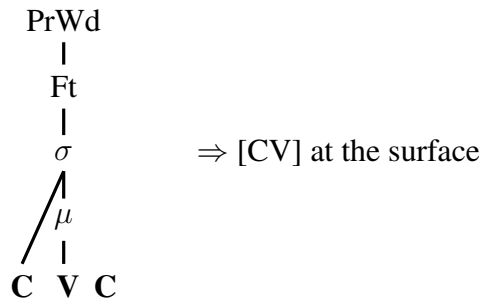 PrWd
Ft
σ ⇒ [CV] at the surface
μ
C V C